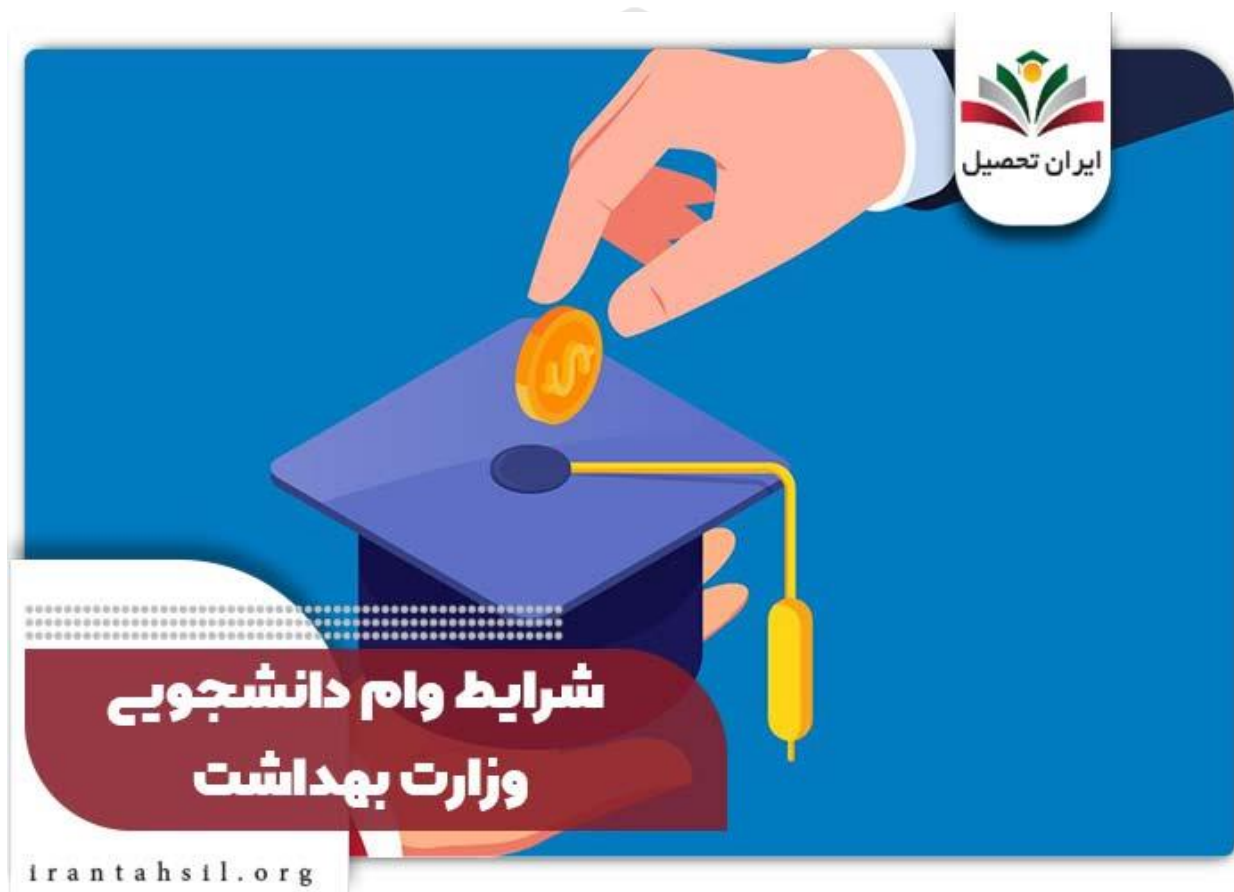 ایران تحصیل
شرایط وام دانشجویی
وزارت بهداشت
irantahsil.org